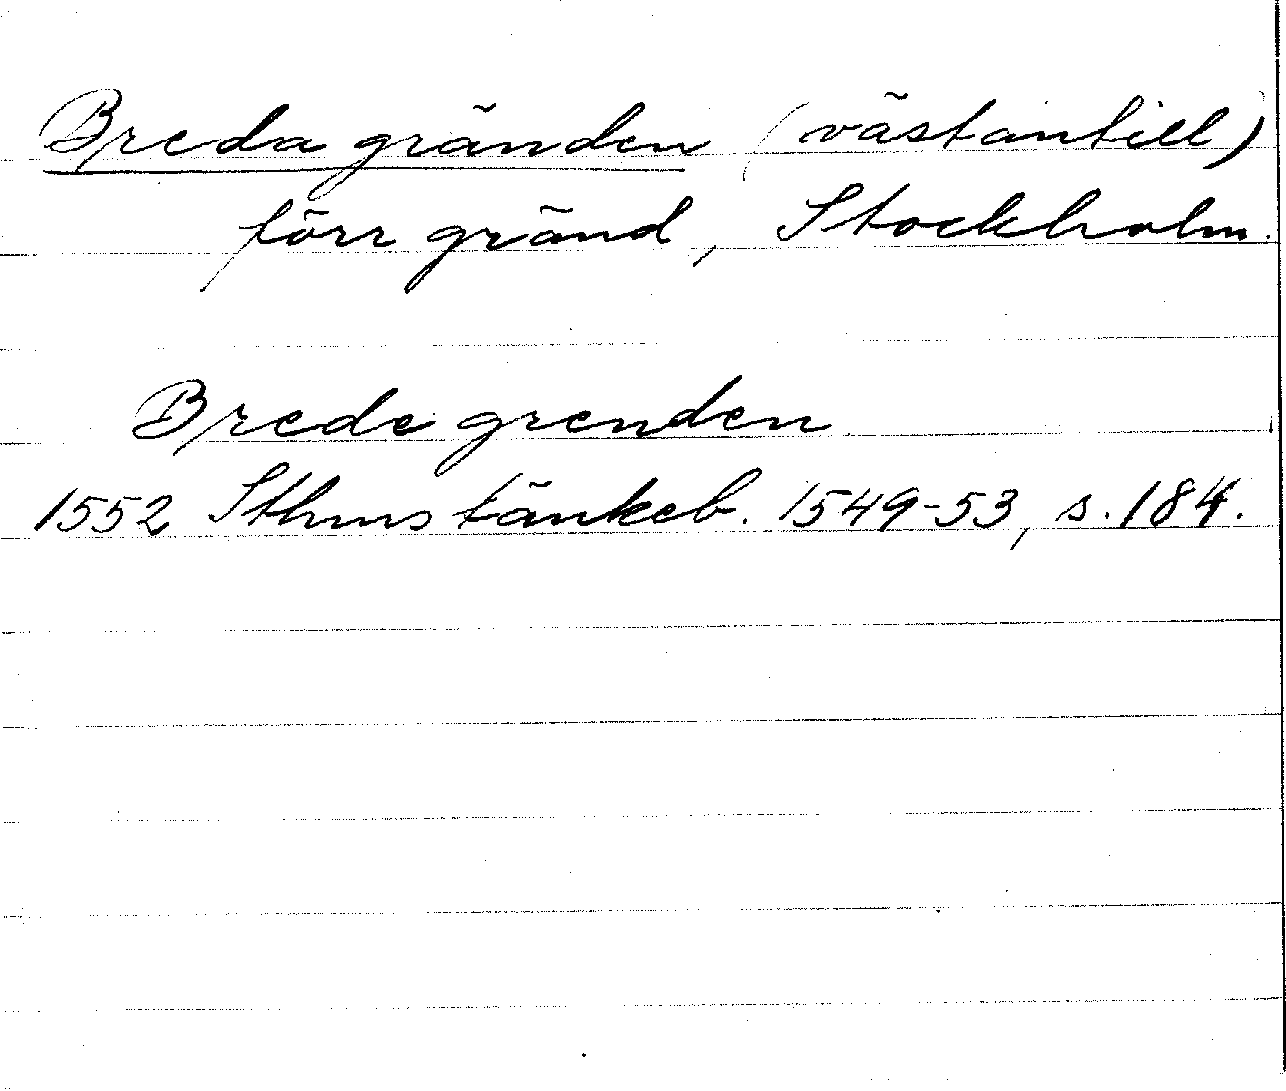 Breda gränden (västantill)
förr gränd, Stockholm.
Brede grenden
1552 Sthms tänkeb. 1549-53, s. 184.